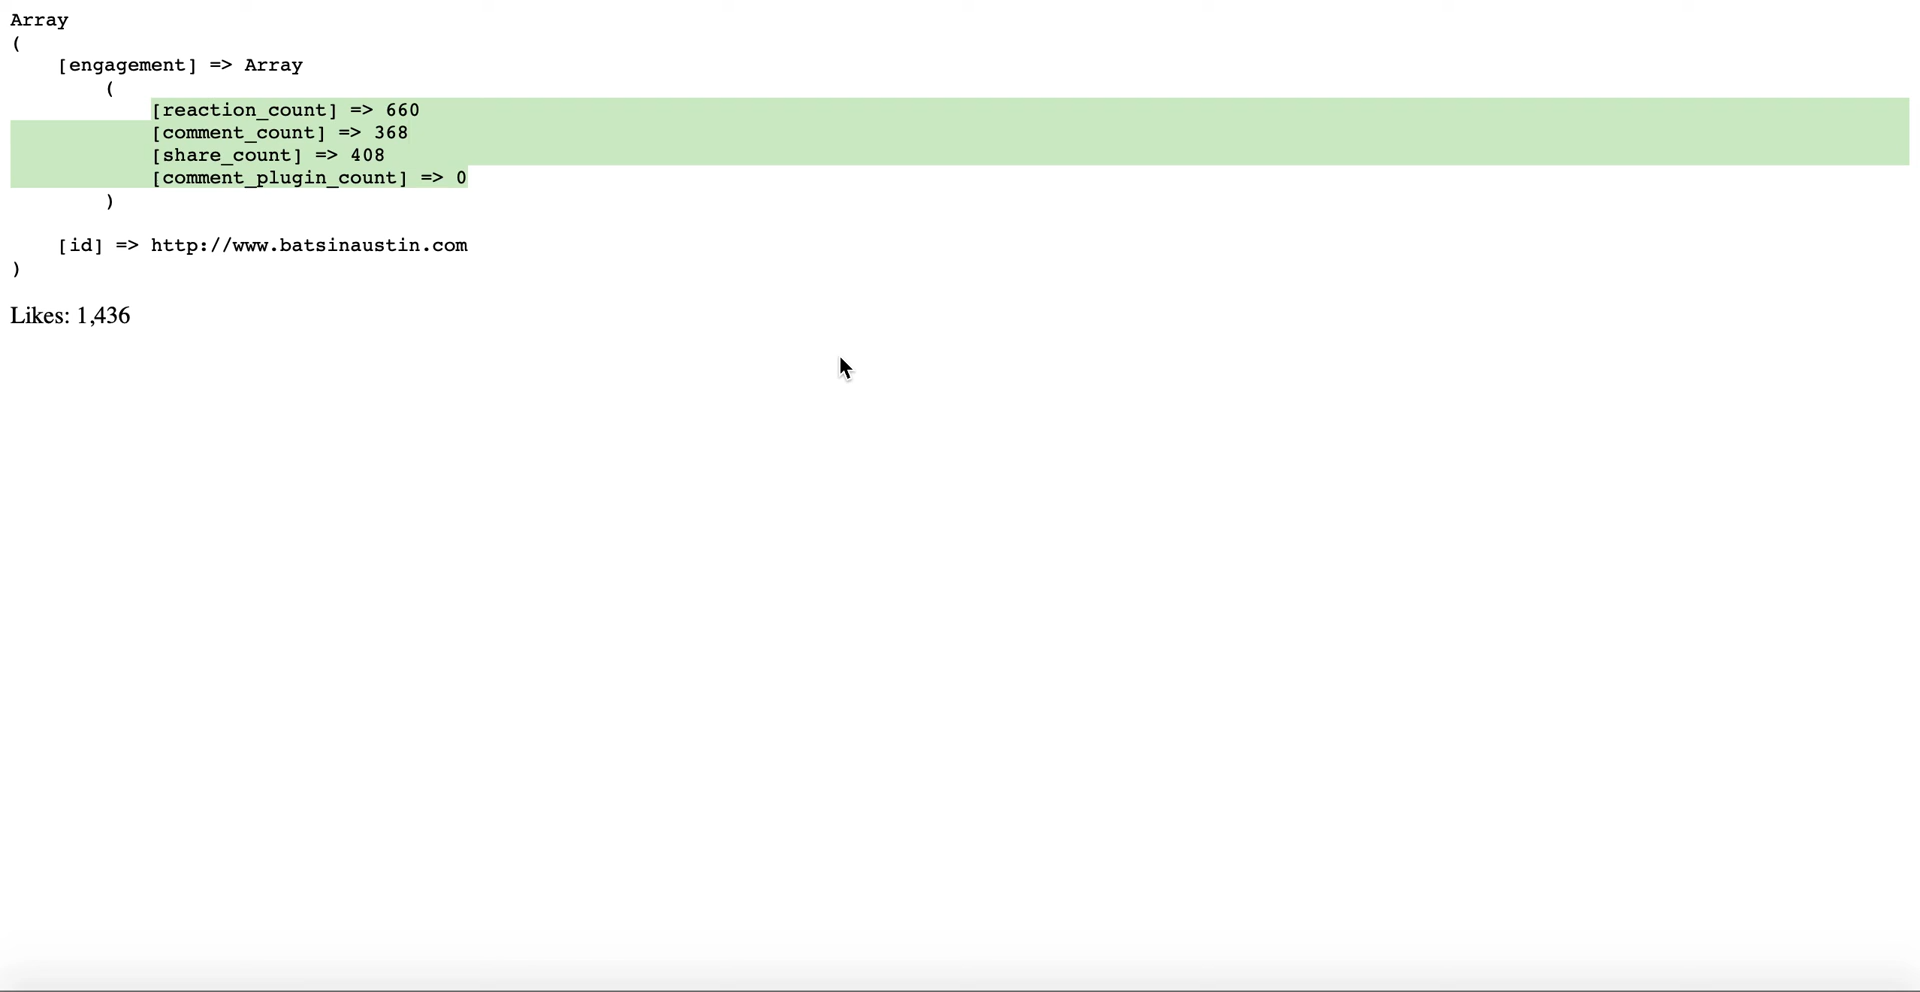 Array
(
    [engagement] => Array
        (
            [reaction_count] => 660
            [comment_count] => 368
            [share_count] => 408
            [comment_plugin_count] => 0
        )

    [id] => http://www.batsinaustin.com
)
Likes: 1,436